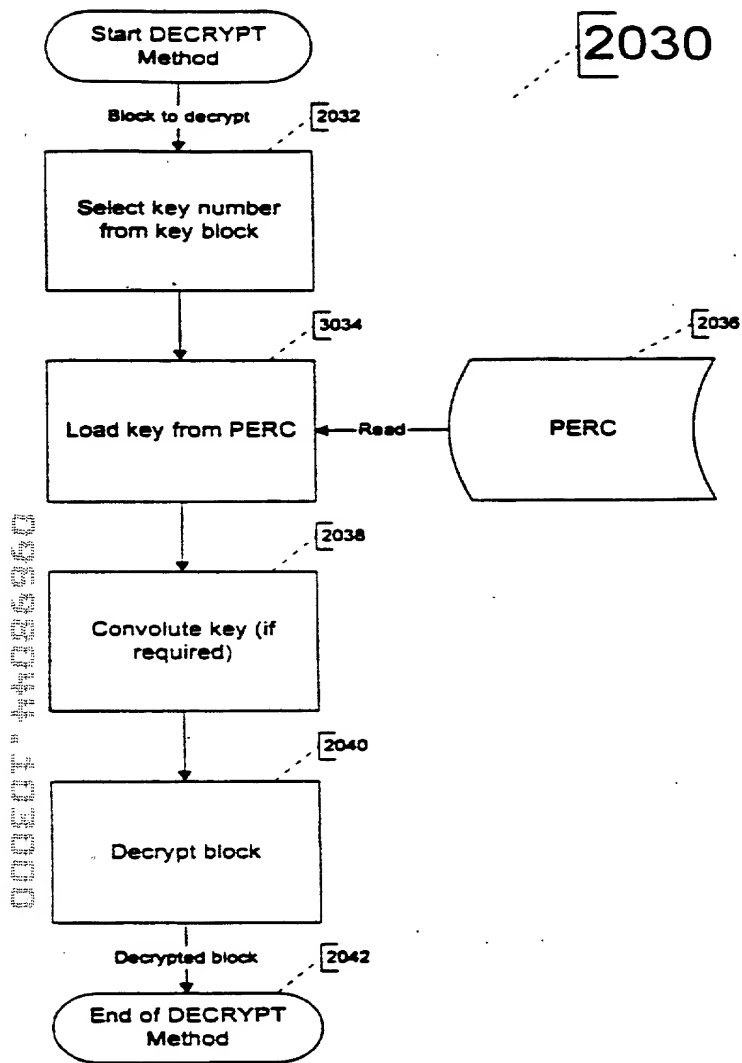 Start DECRYPT
Method
2030
Block to decrypt
2032
Select key number
from key block
3034
2036
Load key from PERC
Read
PERC
2038
Convolute key (if
required)
2040
Decrypt block
Decrypted block
2042
End of DECRYPT
Method